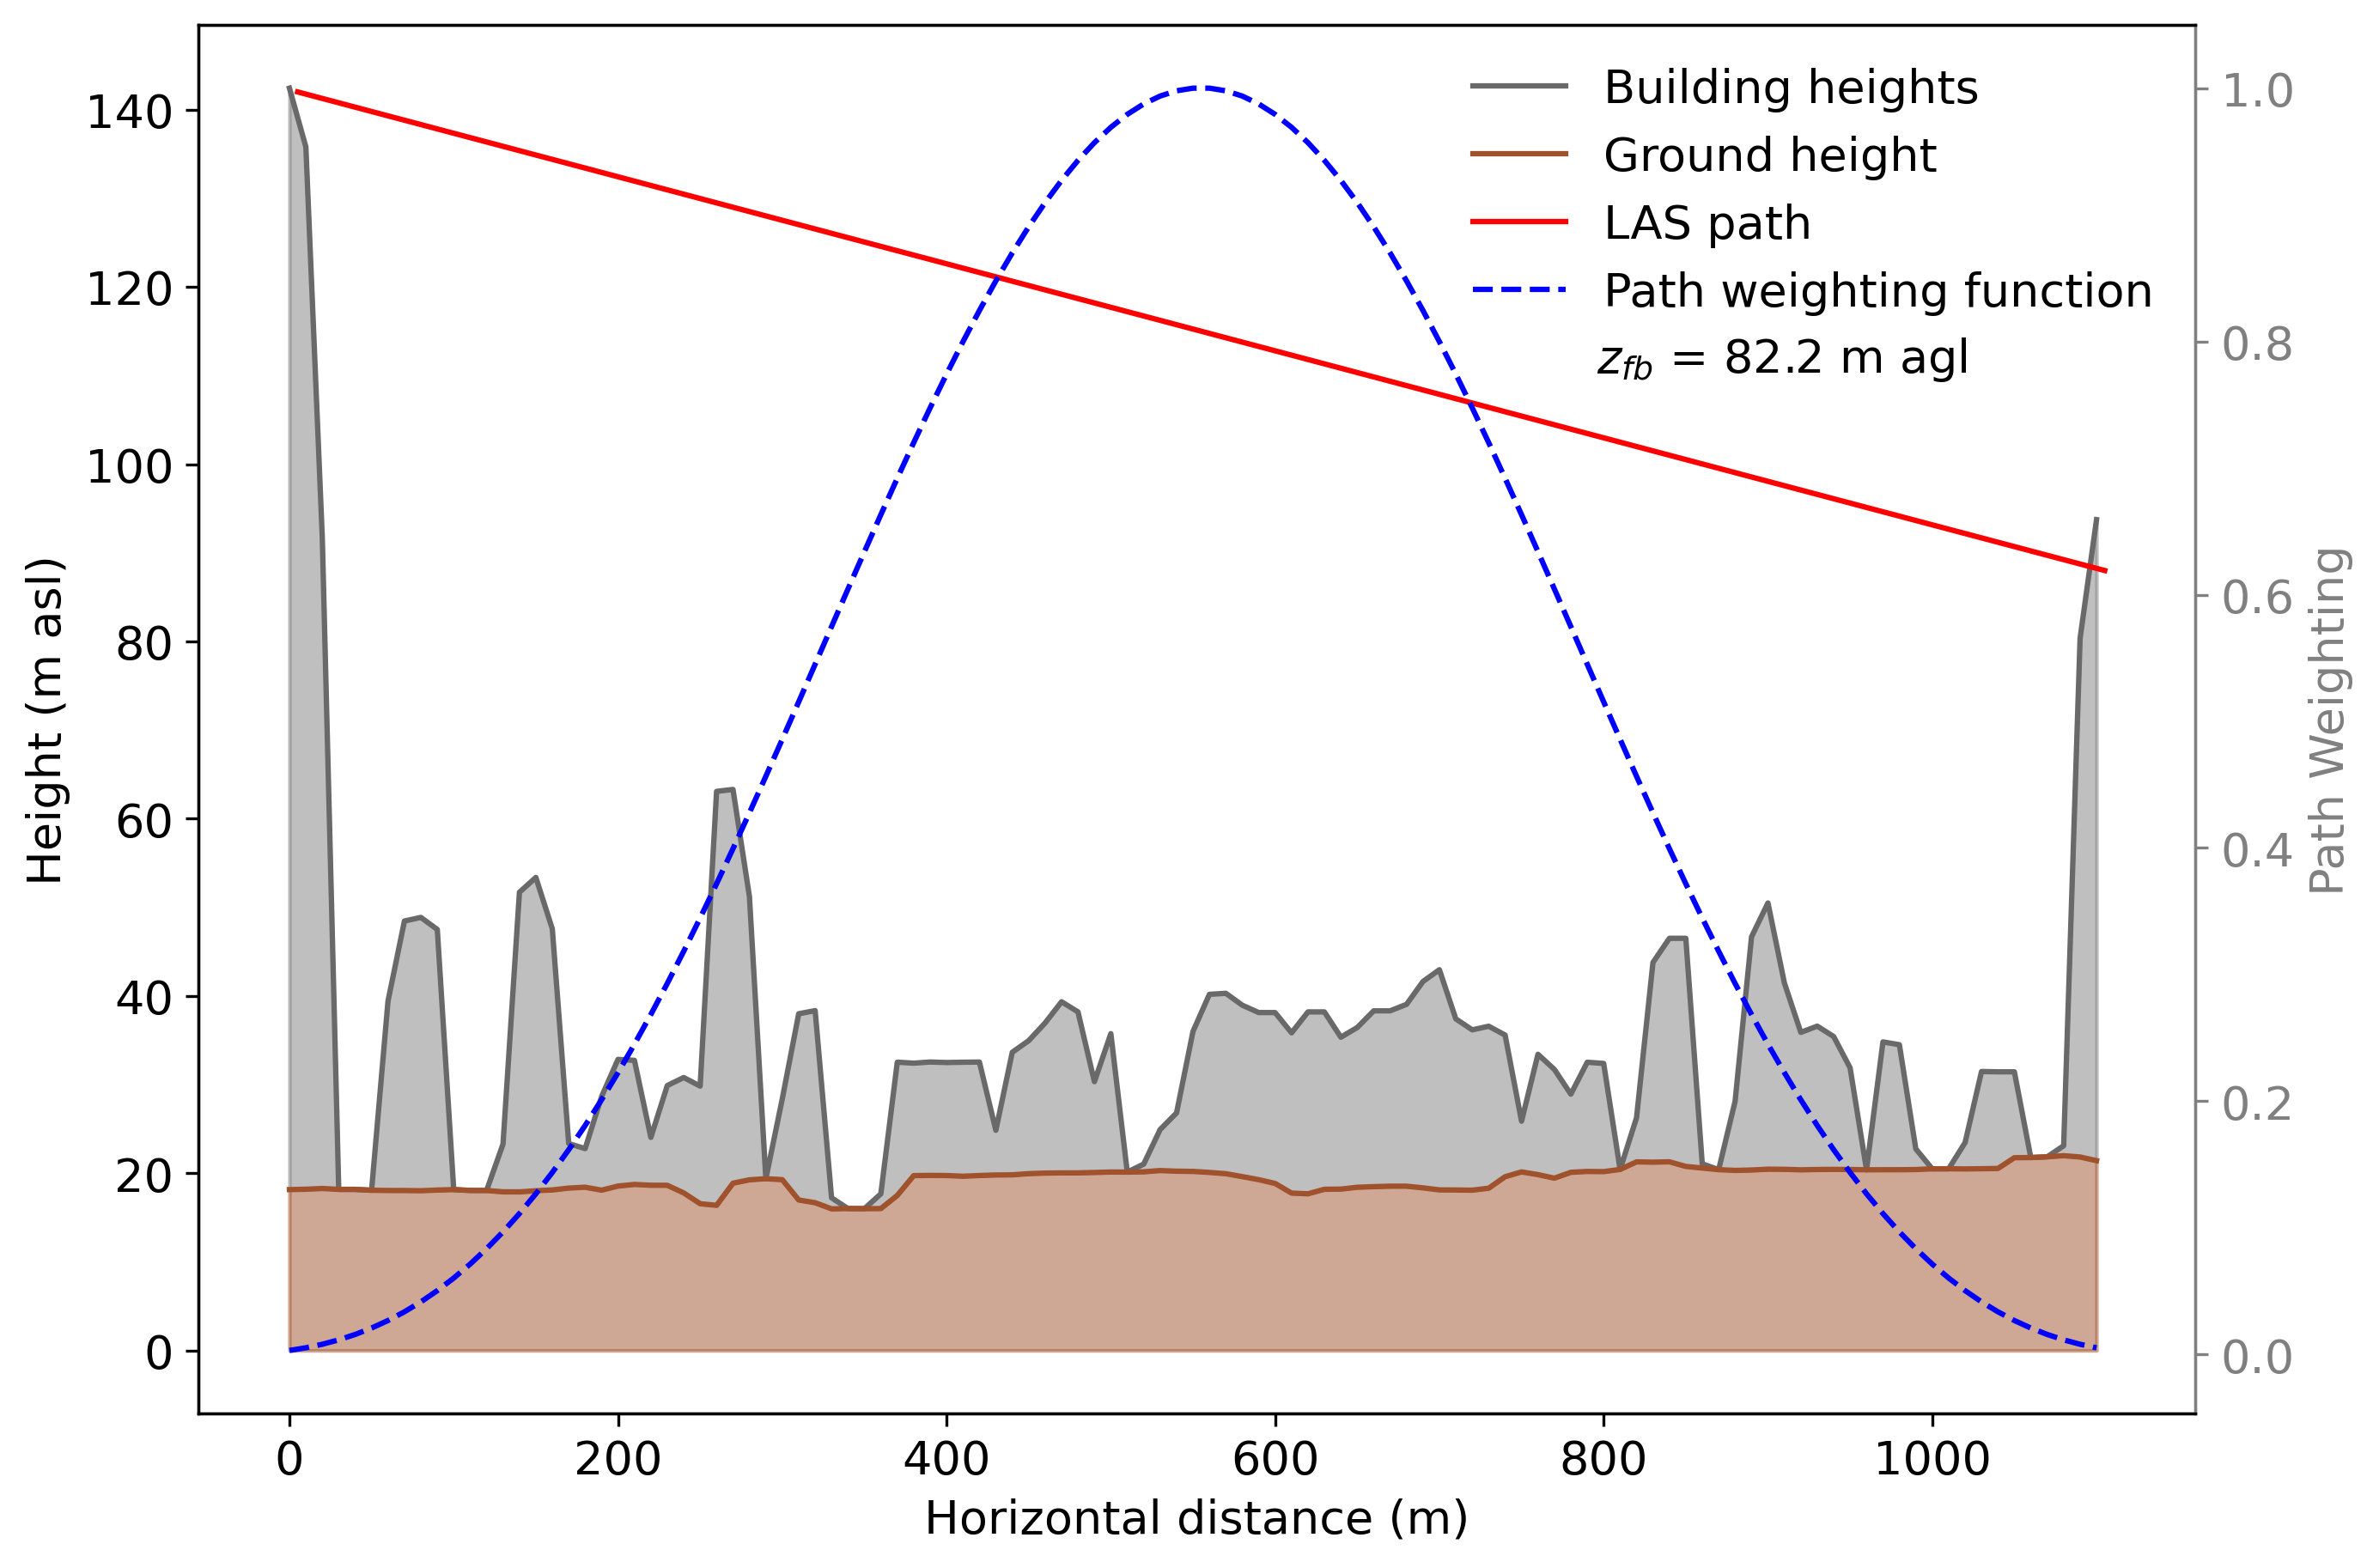 Building heights
Ground height
LAS path
Path weighting function
z_fb = 82.2 m agl
Height (m asl)
140
120
100
80
60
40
20
0
1.0
0.8
0.6
0.4
0.2
0.0
Path Weighting
0 200 400 600 800 1000
Horizontal distance (m)